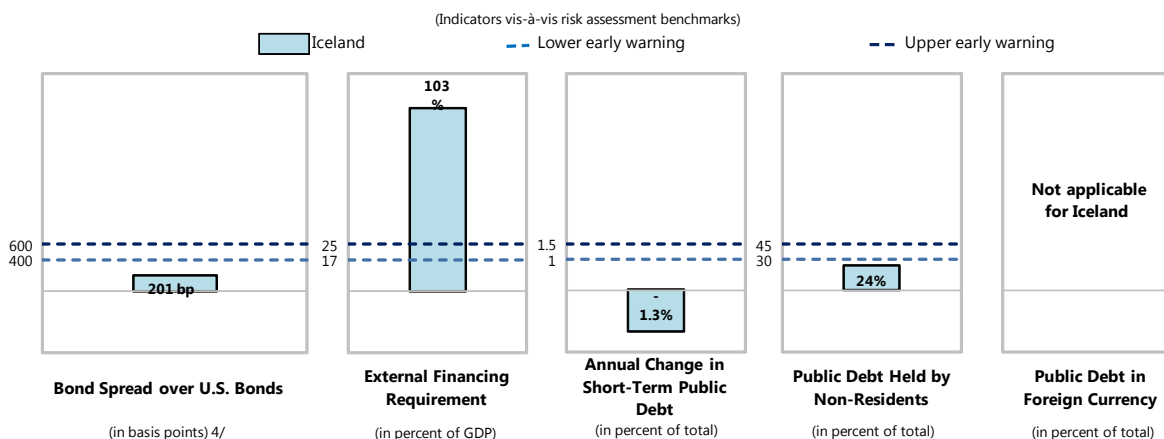 (Indicators vis-à-vis risk assessment benchmarks)
Iceland
Lower early warning
Upper early warning
600
400
201 bp
Bond Spread over U.S. Bonds
(in basis points) 4/
25
17
103
%
External Financing
Requirement
(in percent of GDP)
1.5
1
-
1.3%
Annual Change in
Short-Term Public
Debt
(in percent of total)
45
30
24%
Public Debt Held by
Non-Residents
(in percent of total)
Not applicable
for Iceland
Public Debt in
Foreign Currency
(in percent of total)